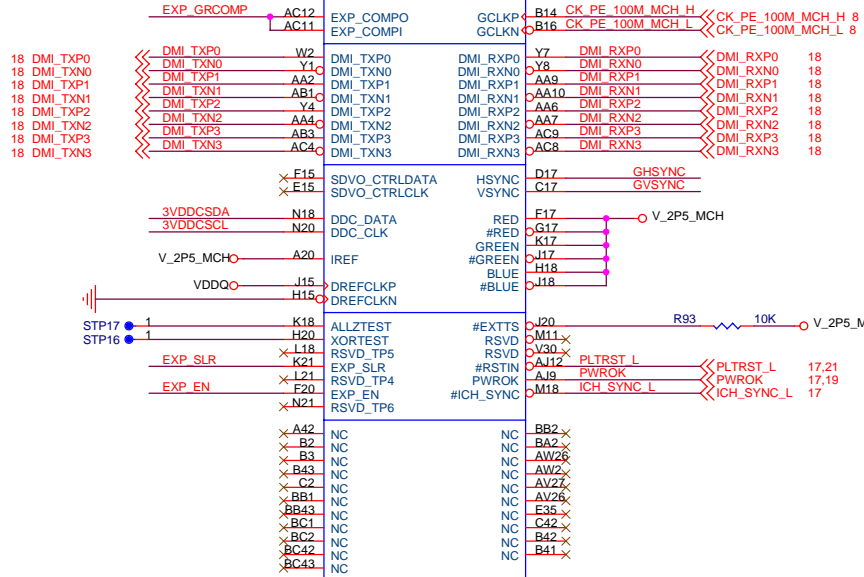 EXP_GRCOMP AC12 EXP_COMPO GCLKP B14 CK_PE_100M_MCH_H CK_PE_100M_MCH_H 8
AC11 EXP_COMPI GCLKN B16 CK_PE_100M_MCH_L CK_PE_100M_MCH_L 8
18 DMI_TXP0 DMI_TXP0 W2 DMI_TXP0 DMI_RXP0 Y7 DMI_RXP0 DMI_RXP0 18
18 DMI_TXN0 DMI_TXN0 Y1 DMI_TXN0 DMI_RXN0 Y8 DMI_RXN0 DMI_RXN0 18
18 DMI_TXP1 DMI_TXP1 AA2 DMI_TXP1 DMI_RXP1 AA9 DMI_RXP1 DMI_RXP1 18
18 DMI_TXN1 DMI_TXN1 AB1 DMI_TXN1 DMI_RXN1 AA10 DMI_RXN1 DMI_RXN1 18
18 DMI_TXP2 DMI_TXP2 Y4 DMI_TXP2 DMI_RXP2 AA6 DMI_RXP2 DMI_RXP2 18
18 DMI_TXN2 DMI_TXN2 AA4 DMI_TXN2 DMI_RXN2 AA7 DMI_RXN2 DMI_RXN2 18
18 DMI_TXP3 DMI_TXP3 AB3 DMI_TXP3 DMI_RXP3 AC9 DMI_RXP3 DMI_RXP3 18
18 DMI_TXN3 DMI_TXN3 AC4 DMI_TXN3 DMI_RXN3 AC8 DMI_RXN3 DMI_RXN3 18
F15 SDVO_CTRLDATA HSYNC D17 GHSYNC
E15 SDVO_CTRLCLK VSYNC C17 GVSYNC
3VDDCSDA N18 DDC_DATA RED F17 V_2P5_MCH
3VDDCSCL N20 DDC_CLK #RED G17
GREEN K17
V_2P5_MCH A20 IREF #GREEN J17
BLUE H18
VDDQ J15 DREFCLKP #BLUE J18
H15 DREFCLKN
STP17 1 K18 ALLZTEST #EXTTS J20 R93 10K V_2P5_M
STP16 1 H20 XORTEST RSVD M11
L18 RSVD_TP5 RSVD V30
EXP_SLR K21 EXP_SLR #RSTIN AJ12 PLTRST_L PLTRST_L 17,21
L21 RSVD_TP4 PWROK AJ9 PWROK PWROK 17,19
EXP_EN F20 EXP_EN #ICH_SYNC M18 ICH_SYNC_L ICH_SYNC_L 17
N21 RSVD_TP6
A42 NC NC BB2
B2 NC NC BA2
B3 NC NC AW26
B43 NC NC AW2
C2 NC NC AV27
BB1 NC NC AV26
BB43 NC NC E35
BC1 NC NC C42
BC2 NC NC B42
BC42 NC NC B41
BC43 NC